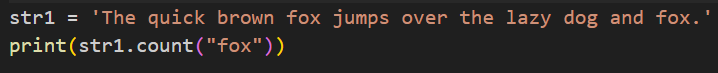 str1 = 'The quick brown fox jumps over the lazy dog and fox.'
print(str1.count("fox"))